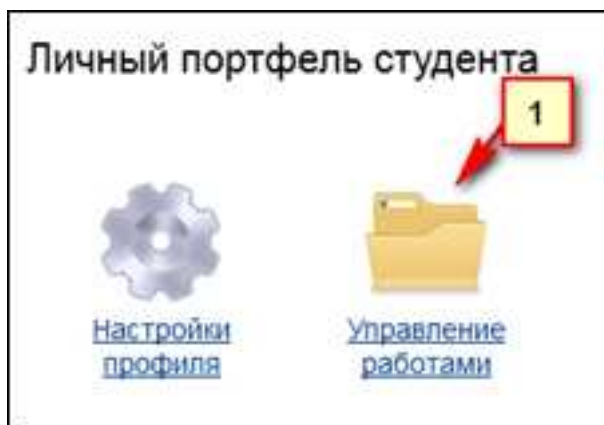 Личный портфель студента
1
Настройки
профиля
Управление
работами